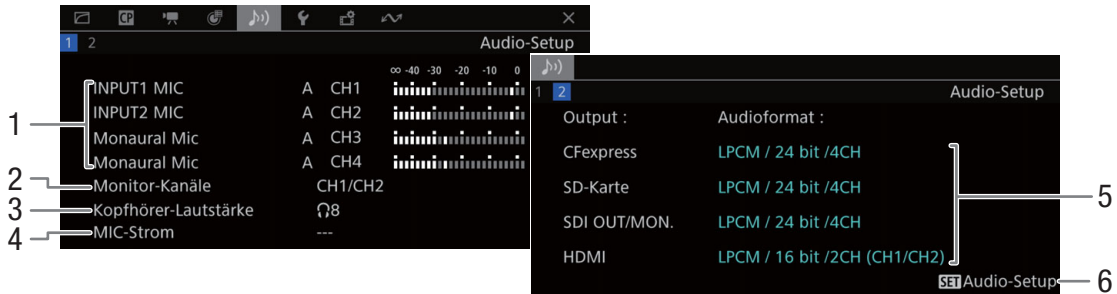 CP
1 2 Audio-Setup
∞ -40 -30 -20 -10 0
INPUT1 MIC A CH1
INPUT2 MIC A CH2
Monaural Mic A CH3
Monaural Mic A CH4
Monitor-Kanäle CH1/CH2
Kopfhörer-Lautstärke 8
MIC-Strom ---
1
2
3
4
1 2 Audio-Setup
Output : Audioformat :
CFexpress LPCM / 24 bit /4CH
SD-Karte LPCM / 24 bit /4CH
SDI OUT/MON. LPCM / 24 bit /4CH
HDMI LPCM / 16 bit /2CH (CH1/CH2)
SET Audio-Setup
5
6